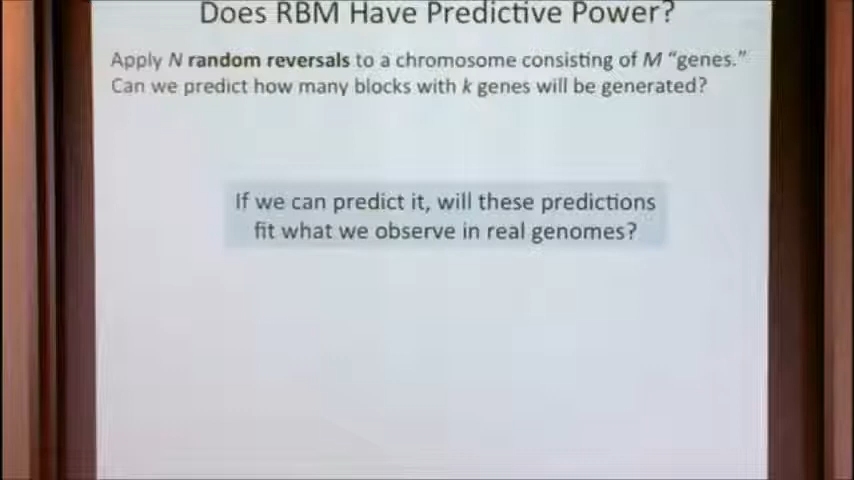 Does RBM Have Predictive Power?
Apply N random reversals to a chromosome consisting of M “genes.”
Can we predict how many blocks with k genes will be generated?
If we can predict it, will these predictions
fit what we observe in real genomes?